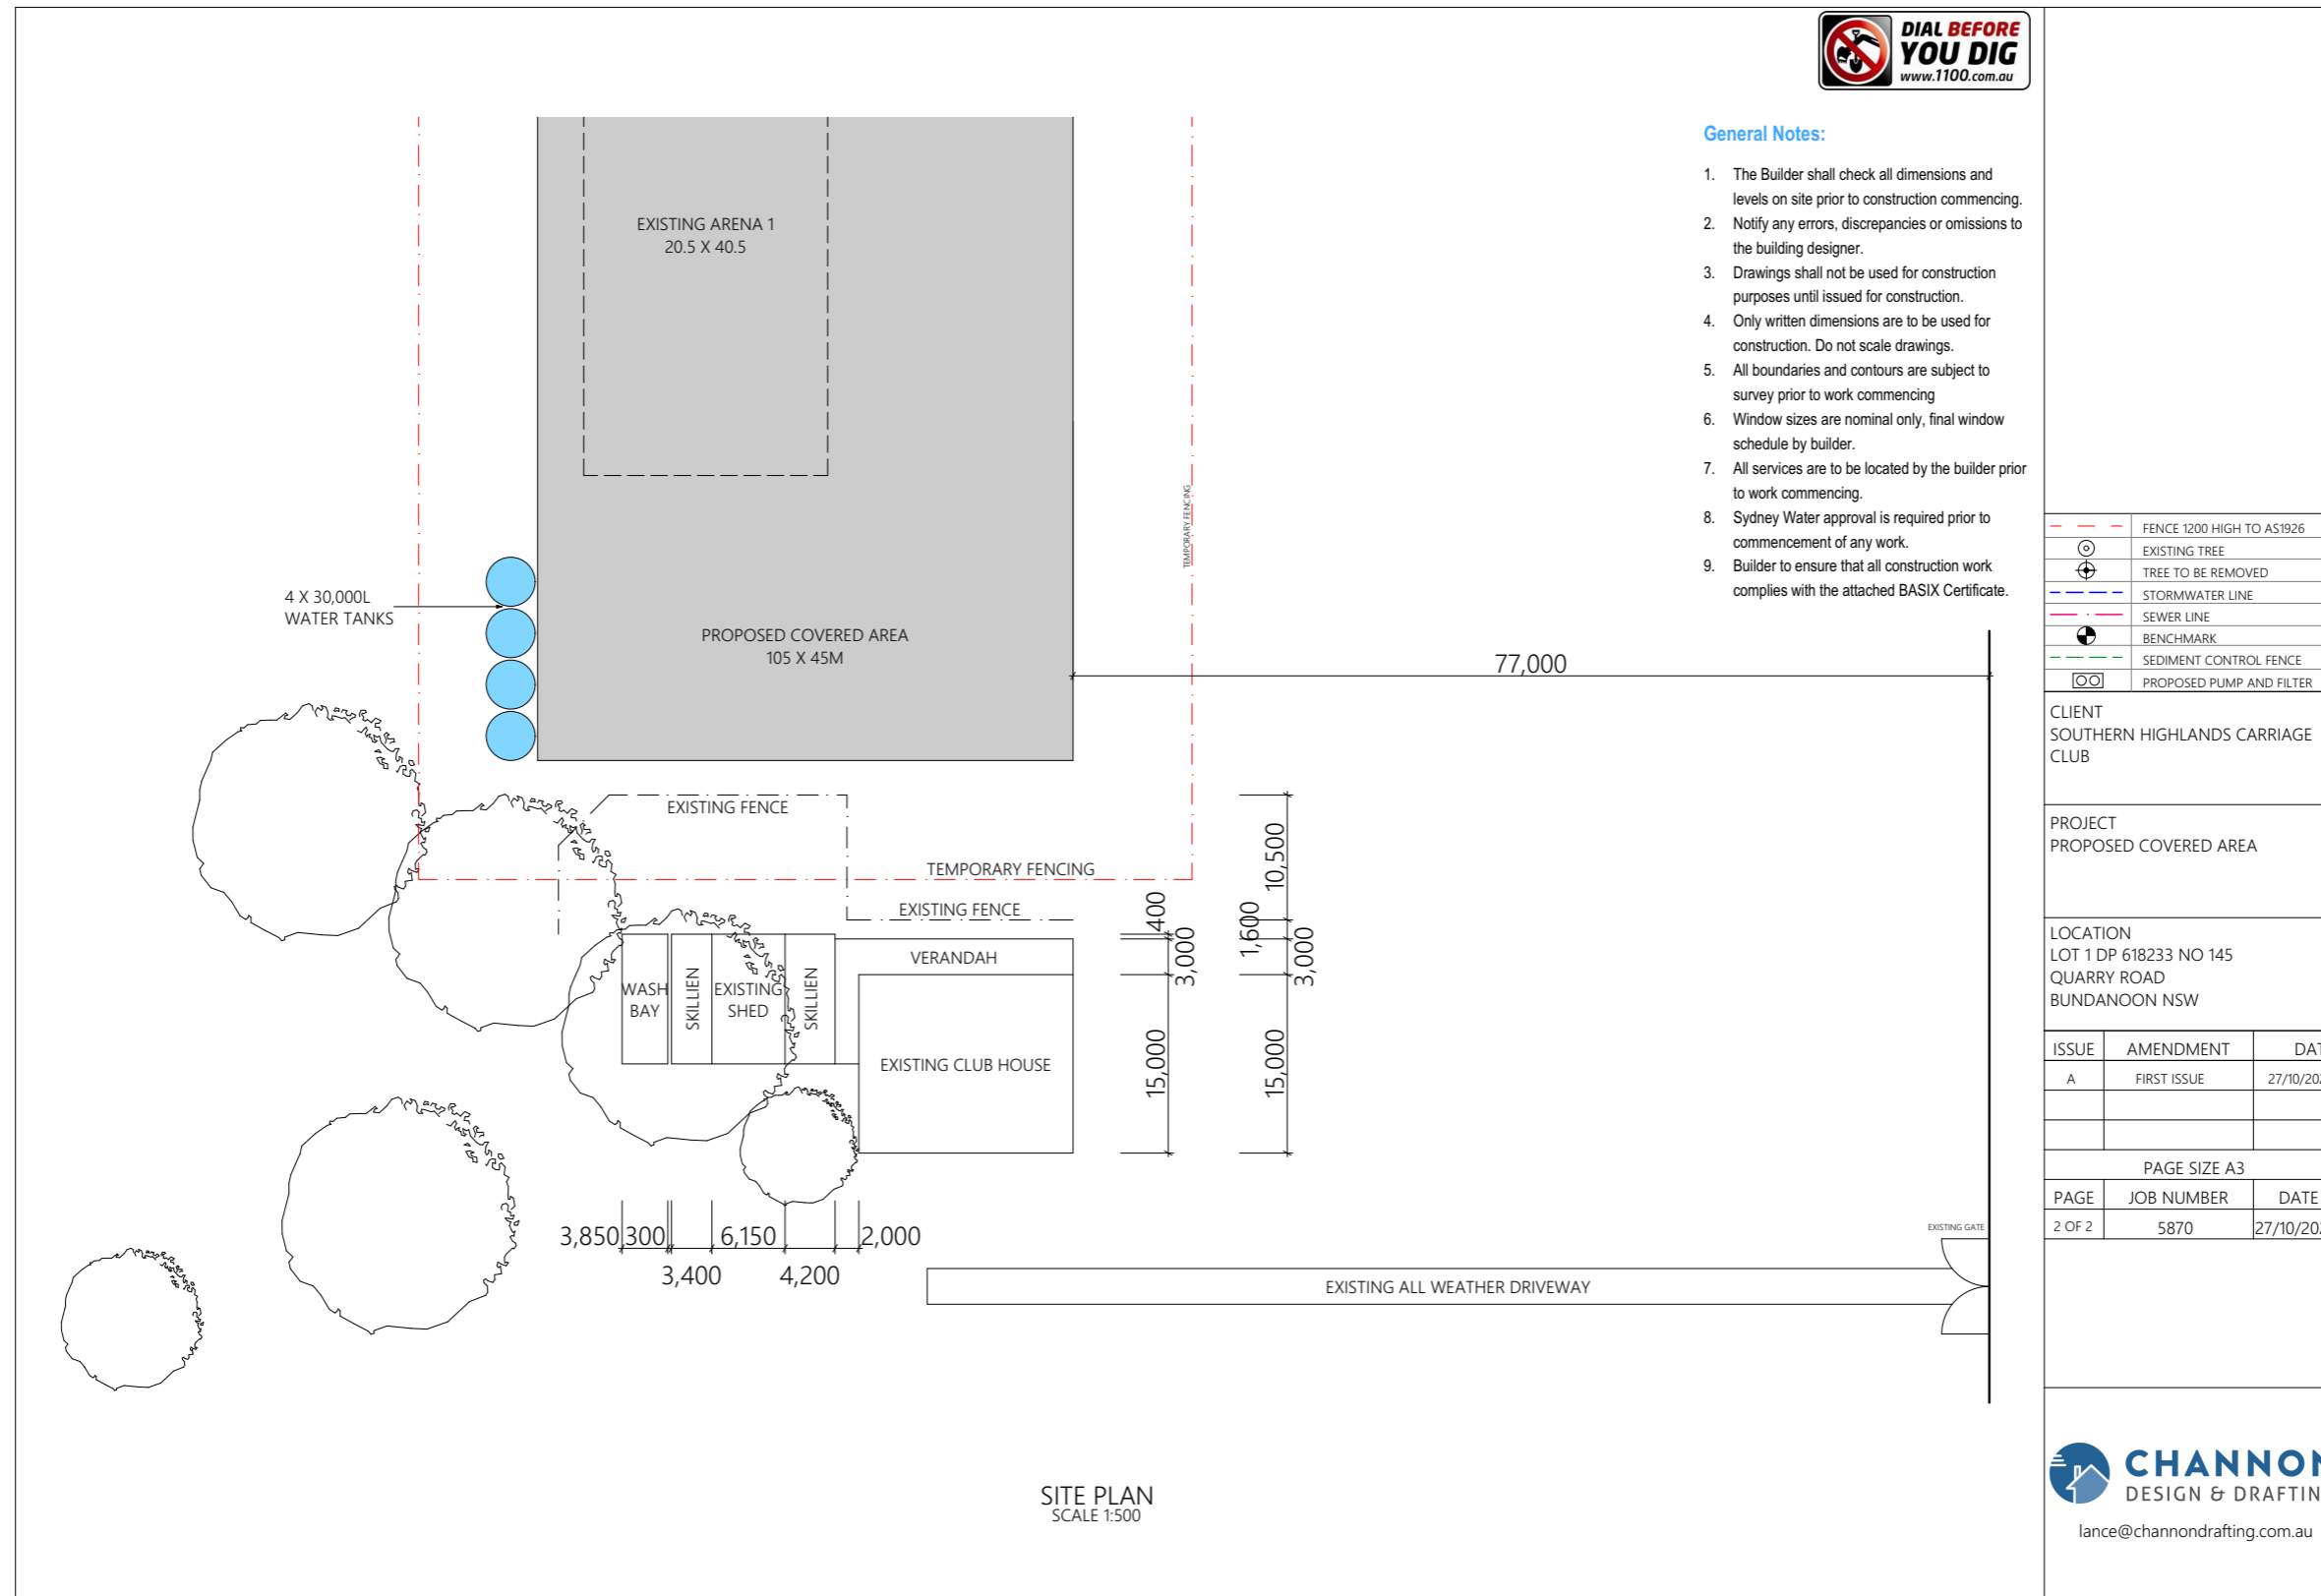 DIAL BEFORE
YOU DIG
www.1100.com.au
General Notes:
1. The Builder shall check all dimensions and
levels on site prior to construction commencing.
2. Notify any errors, discrepancies or omissions to
the building designer.
3. Drawings shall not be used for construction
purposes until issued for construction.
4. Only written dimensions are to be used for
construction. Do not scale drawings.
5. All boundaries and contours are subject to
survey prior to work commencing
6. Window sizes are nominal only, final window
schedule by builder.
7. All services are to be located by the builder prior
to work commencing.
8. Sydney Water approval is required prior to
commencement of any work.
9. Builder to ensure that all construction work
complies with the attached BASIX Certificate.
EXISTING ARENA 1
20.5 X 40.5
TEMPORARY FENCING
4 X 30,000L
WATER TANKS
PROPOSED COVERED AREA
105 X 45M
77,000
EXISTING FENCE
TEMPORARY FENCING
EXISTING FENCE
10,500
400
1,600
3,000
3,000
15,000
15,000
VERANDAH
WASH
BAY
SKILLIEN
EXISTING
SHED
SKILLIEN
EXISTING CLUB HOUSE
3,850
300
6,150
2,000
3,400
4,200
EXISTING GATE
EXISTING ALL WEATHER DRIVEWAY
SITE PLAN
SCALE 1:500
FENCE 1200 HIGH TO AS1926
EXISTING TREE
TREE TO BE REMOVED
STORMWATER LINE
SEWER LINE
BENCHMARK
SEDIMENT CONTROL FENCE
PROPOSED PUMP AND FILTER
CLIENT
SOUTHERN HIGHLANDS CARRIAGE
CLUB
PROJECT
PROPOSED COVERED AREA
LOCATION
LOT 1 DP 618233 NO 145
QUARRY ROAD
BUNDANOON NSW
ISSUE AMENDMENT DAT
A FIRST ISSUE 27/10/20
PAGE SIZE A3
PAGE JOB NUMBER DATE
2 OF 2 5870 27/10/20
CHANNON
DESIGN & DRAFTIN
lance@channondrafting.com.au